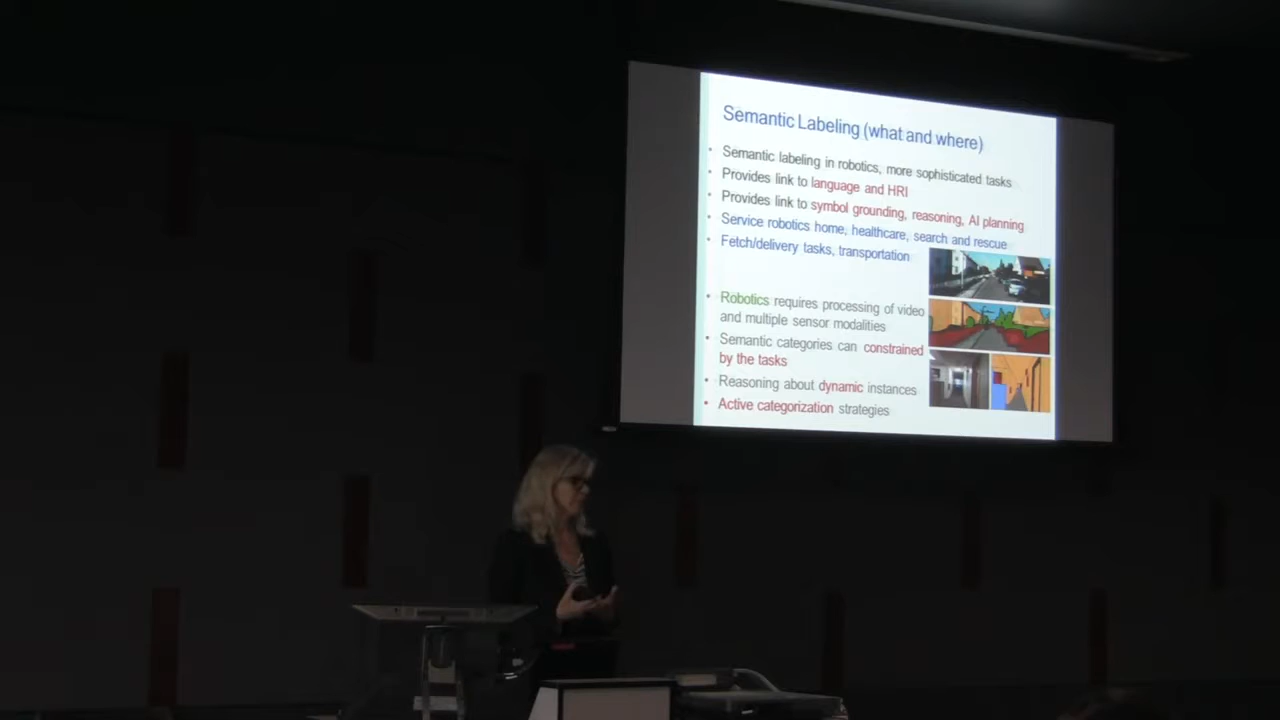 Semantic Labeling (what and where)
• Semantic labeling in robotics, more sophisticated tasks
• Provides link to language and HRI
• Provides link to symbol grounding, reasoning, AI planning
• Service robotics home, healthcare, search and rescue
• Fetch/delivery tasks, transportation
• Robotics requires processing of video
and multiple sensor modalities
• Semantic categories can constrained
by the tasks
• Reasoning about dynamic instances
• Active categorization strategies